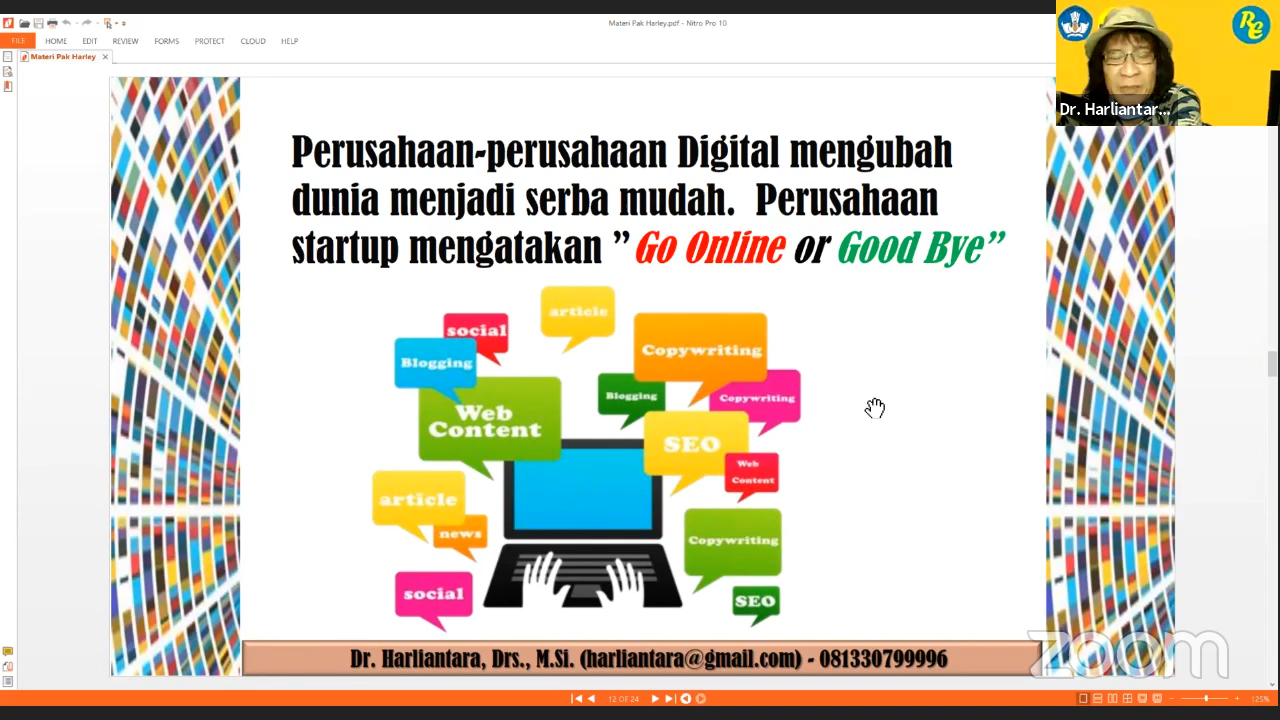 Materi Pak Harley.pdf - Nitro Pro 10
FILE HOME EDIT REVIEW FORMS PROTECT CLOUD HELP
Materi Pak Harley
RE
Dr. Harliantar...
Perusahaan-perusahaan Digital mengubah
dunia menjadi serba mudah. Perusahaan
startup mengatakan ”Go Online or Good Bye”
article
social
Copywriting
Blogging
Blogging
Copywriting
Web
Content
SEO
Web
Content
article
news
Copywriting
social
SEO
Dr. Harliantara, Drs., M.Si. (harliantara@gmail.com) - 081330799996
zoom
12 OF 24
125%